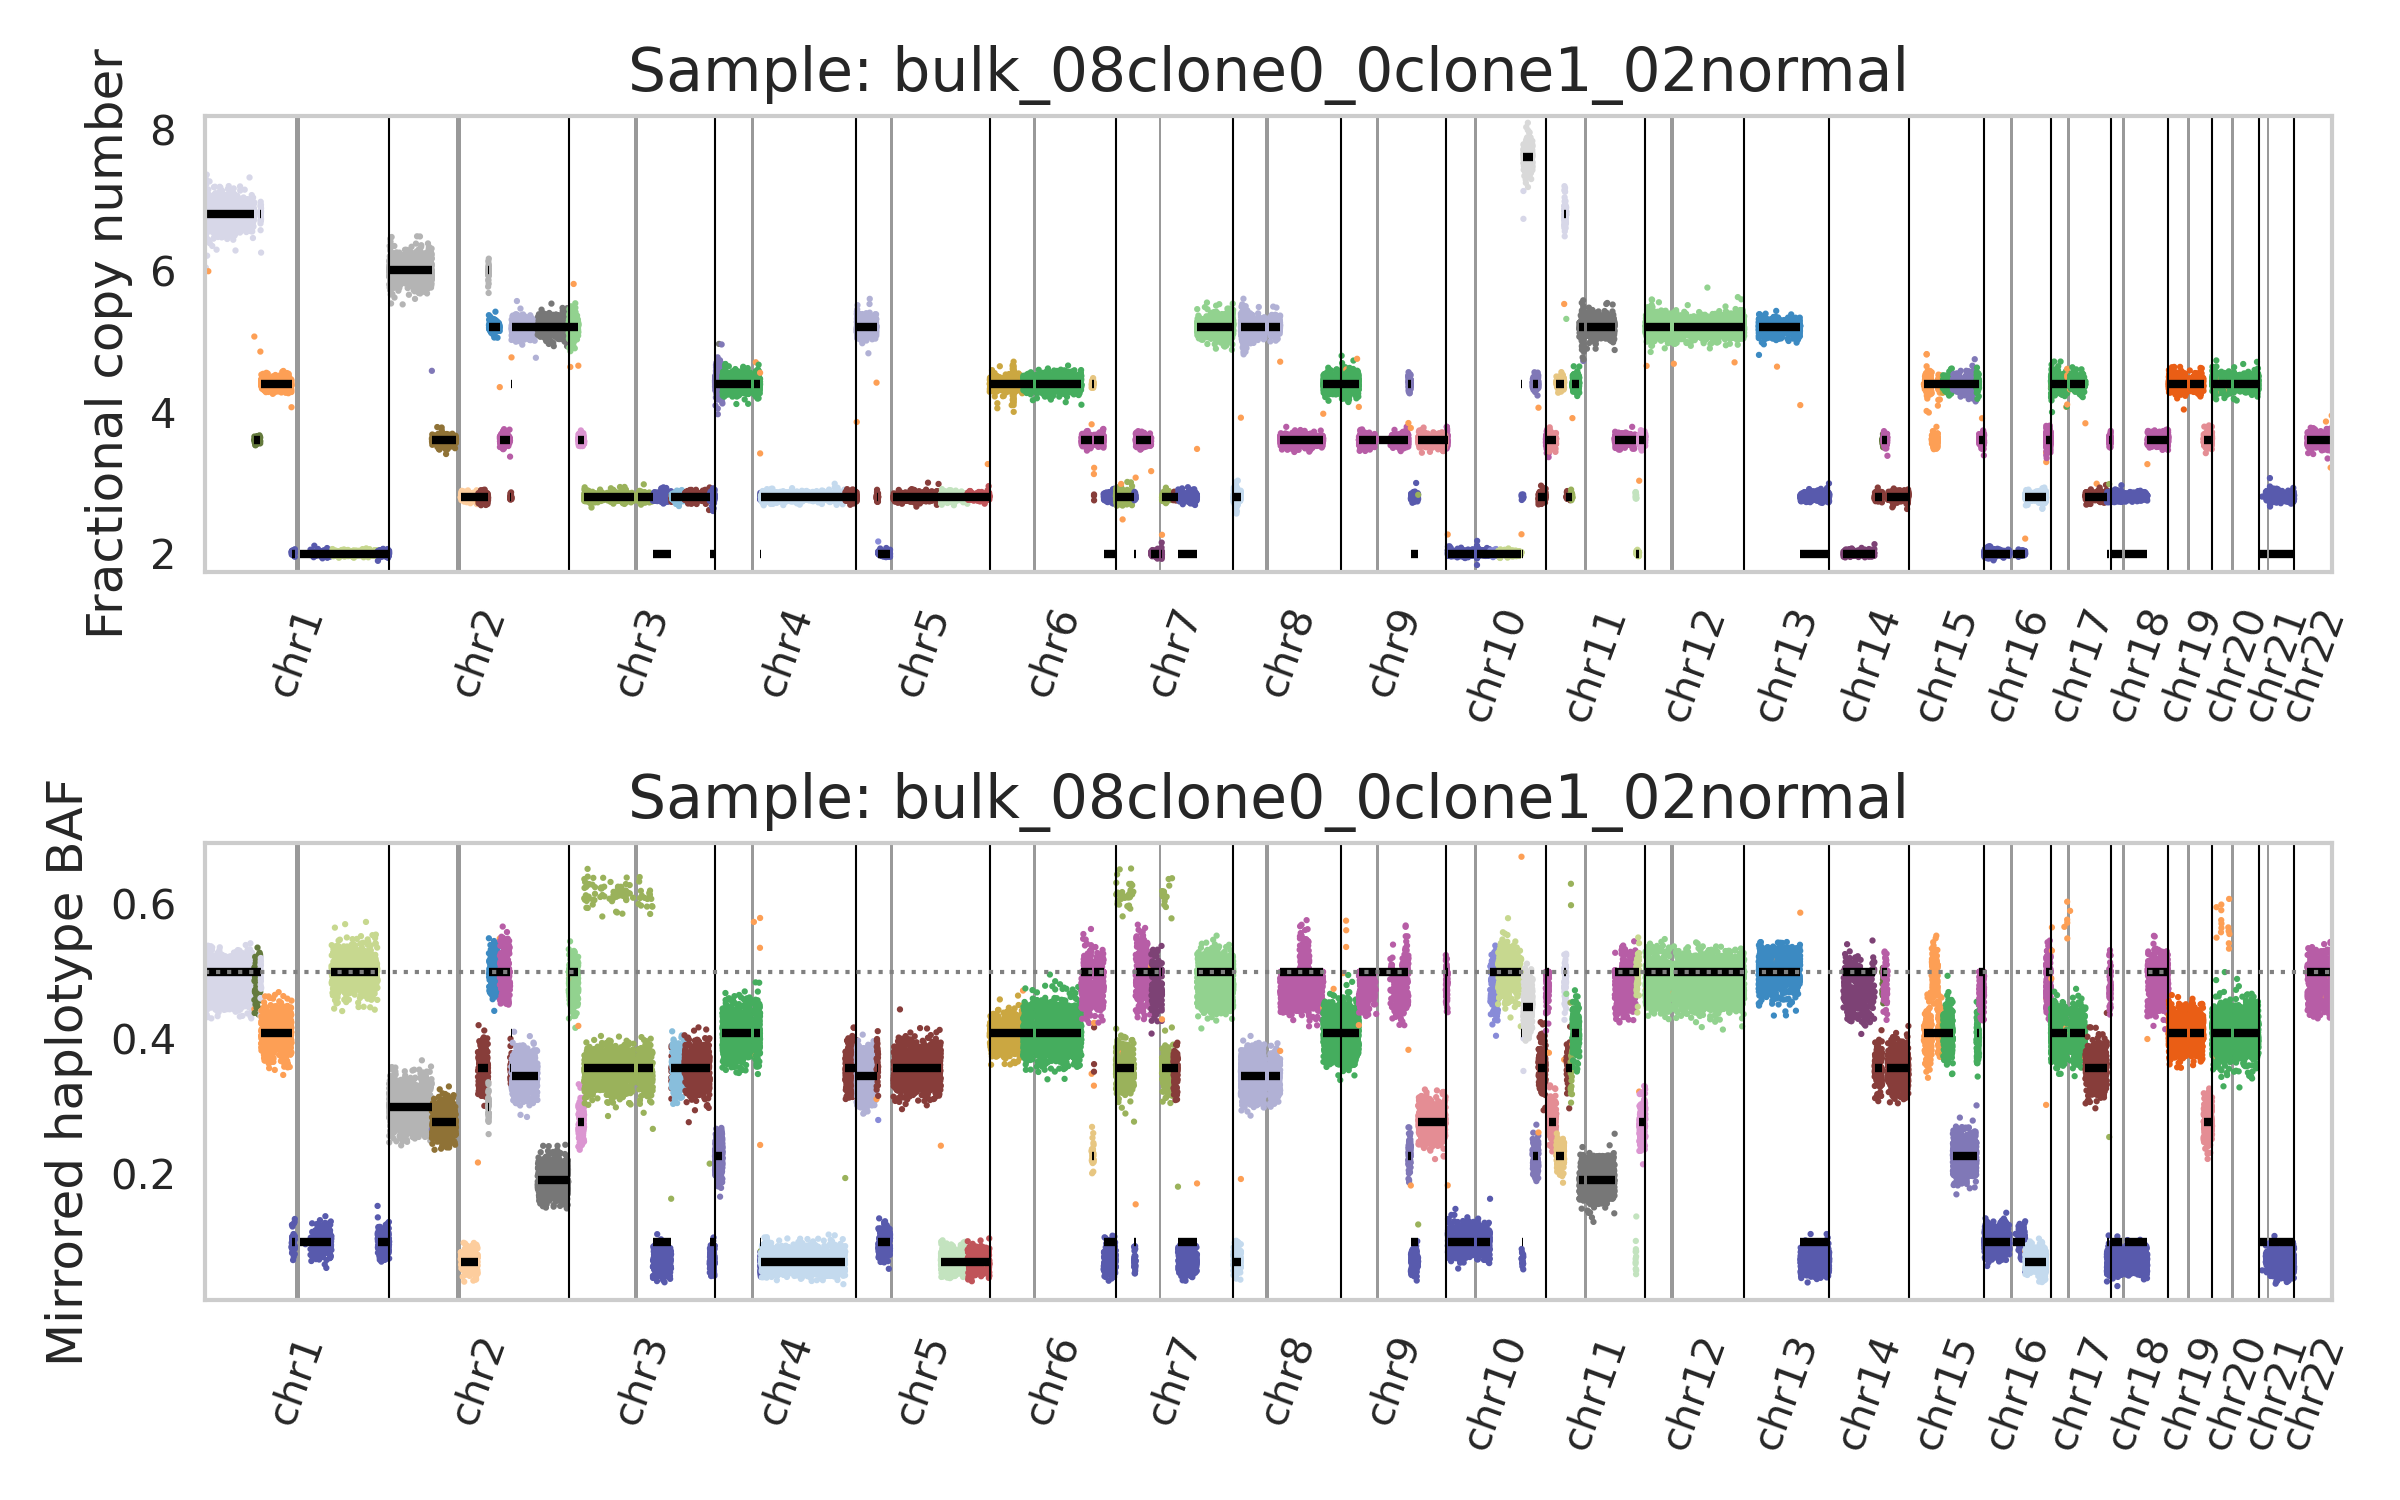 Sample: bulk_08clone0_0clone1_02normal
Fractional copy number
8
6
4
2
chr1 chr2 chr3 chr4 chr5 chr6 chr7 chr8 chr9 chr10 chr11 chr12 chr13 chr14 chr15 chr16 chr17 chr18 chr19 chr20 chr21 chr22
Sample: bulk_08clone0_0clone1_02normal
Mirrored haplotype BAF
0.6
0.4
0.2
chr1 chr2 chr3 chr4 chr5 chr6 chr7 chr8 chr9 chr10 chr11 chr12 chr13 chr14 chr15 chr16 chr17 chr18 chr19 chr20 chr21 chr22